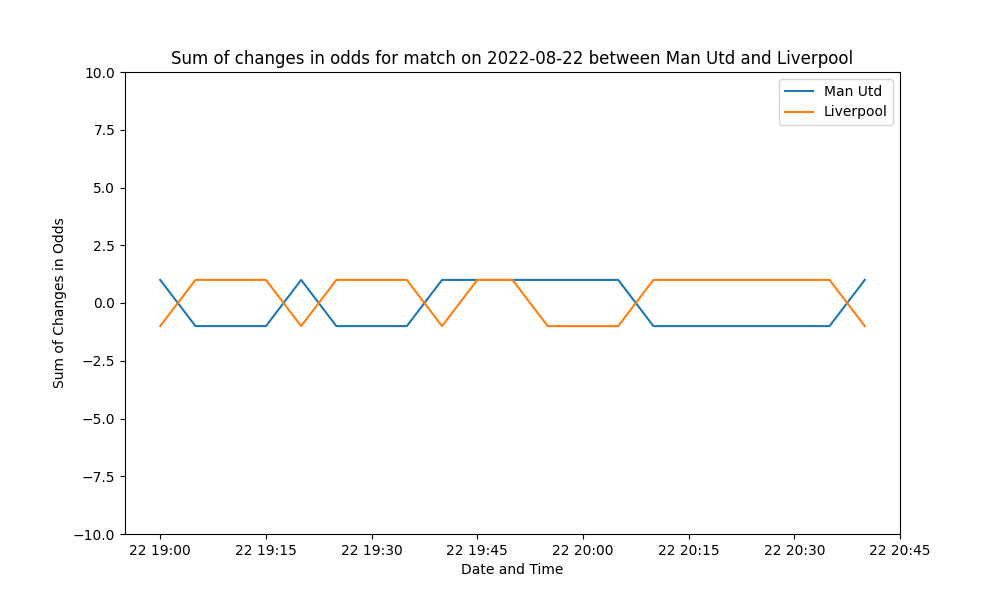 Sum of changes in odds for match on 2022-08-22 between Man Utd and Liverpool
Man Utd
Liverpool
10.0
7.5
5.0
2.5
0.0
−2.5
−5.0
−7.5
−10.0
Sum of Changes in Odds
22 19:00 22 19:15 22 19:30 22 19:45 22 20:00 22 20:15 22 20:30 22 20:45
Date and Time